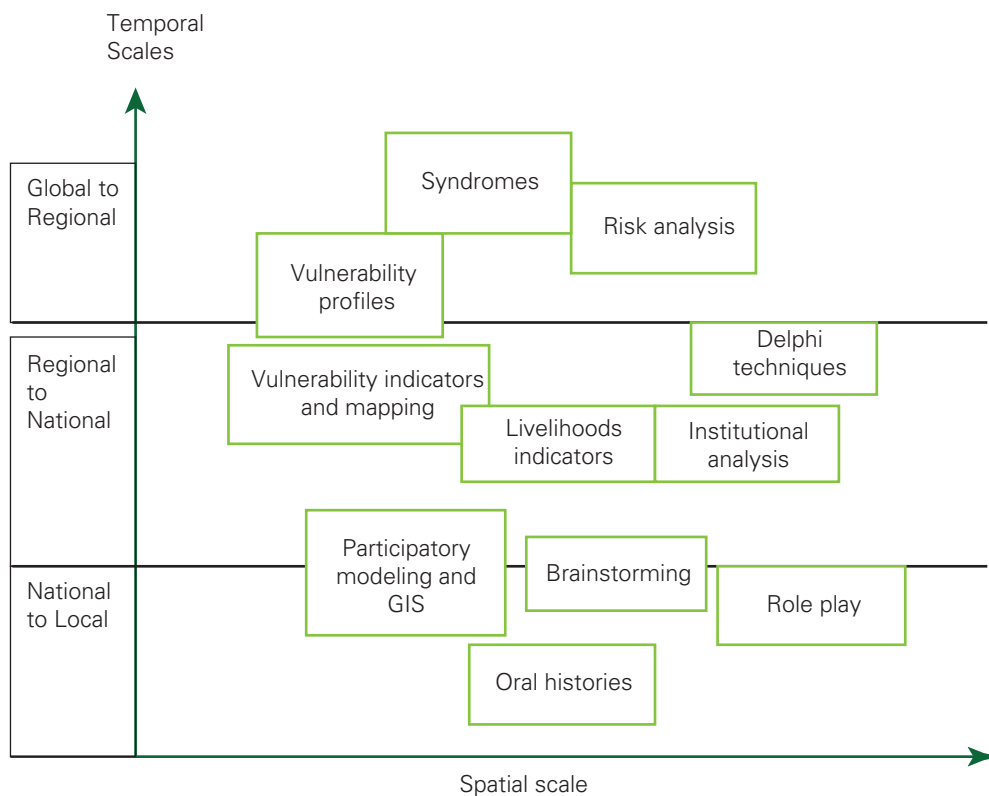 Temporal
Scales
Global to
Regional
Syndromes
Risk analysis
Vulnerability
profiles
Regional
to
National
Delphi
techniques
Vulnerability indicators
and mapping
Livelihoods
indicators
Institutional
analysis
Participatory
modeling and
GIS
Brainstorming
National
to Local
Role play
Oral histories
Spatial scale